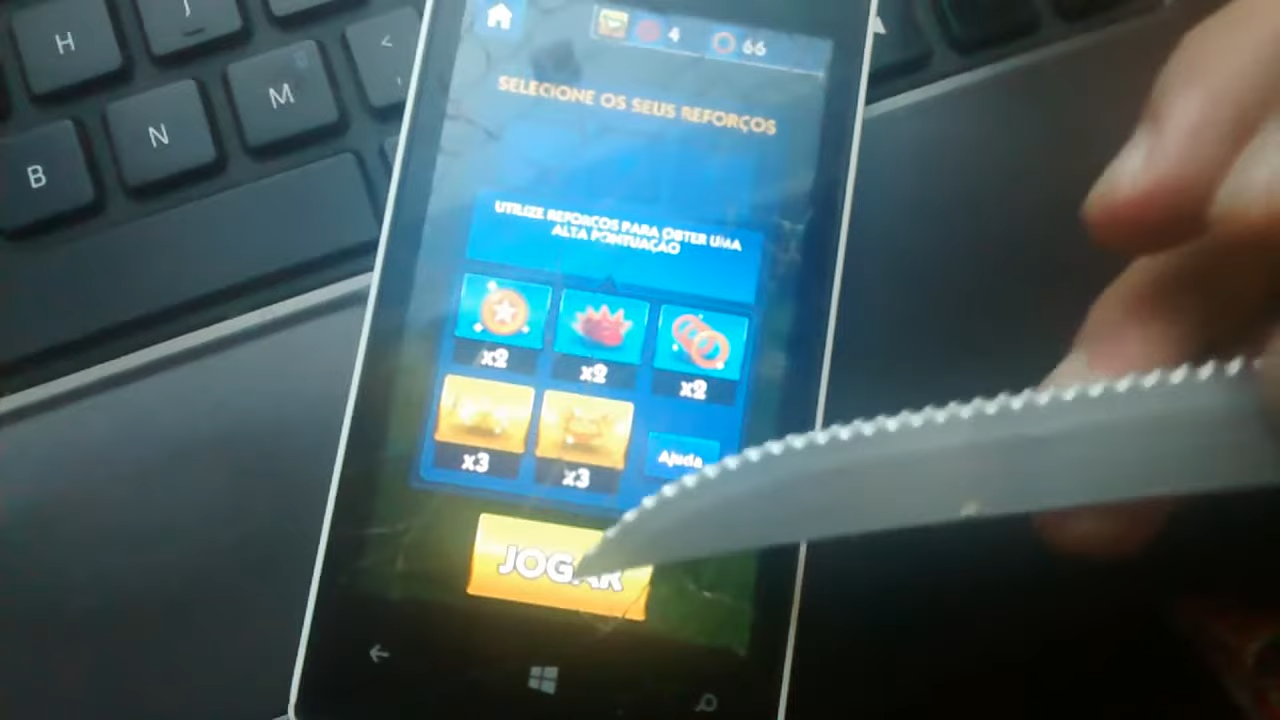 H
J
<
,
M
N
B
4
66
SELECIONE OS SEUS REFORÇOS
UTILIZE REFORÇOS PARA OBTER UMA
ALTA PONTUAÇÃO
x2
x2
x2
x3
x3
Ajuda
JOGAR